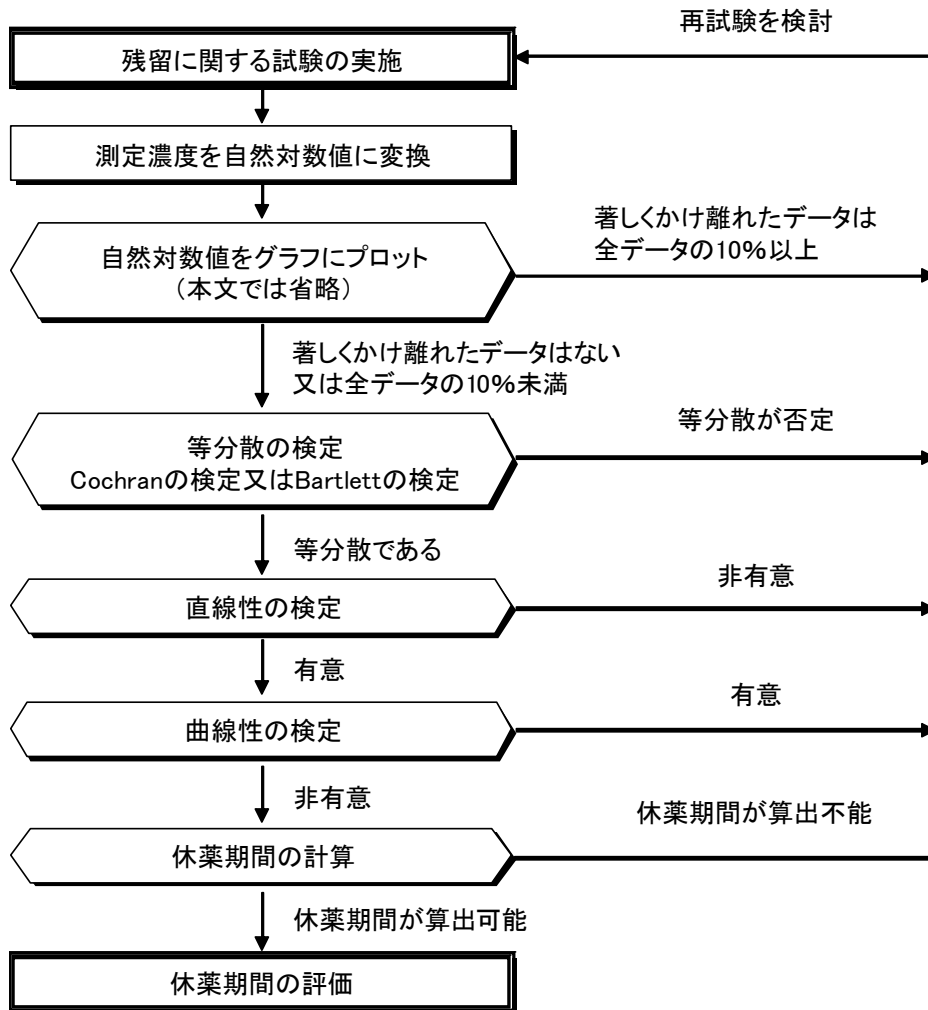 再試験を検討
残留に関する試験の実施
測定濃度を自然対数値に変換
著しくかけ離れたデータは
全データの10%以上
自然対数値をグラフにプロット
（本文では省略）
著しくかけ離れたデータはない
又は全データの10%未満
等分散が否定
等分散の検定
Cochranの検定又はBartlettの検定
等分散である
非有意
直線性の検定
有意
有意
曲線性の検定
非有意
休薬期間が算出不能
休薬期間の計算
休薬期間が算出可能
休薬期間の評価